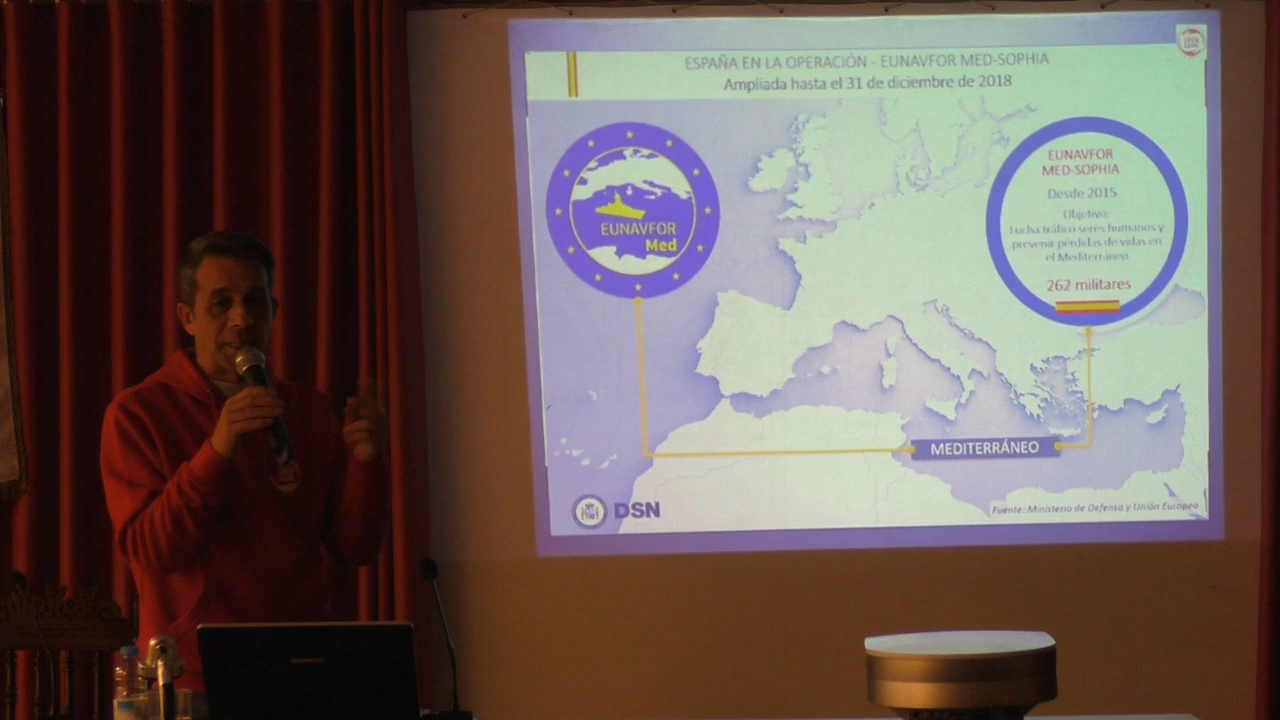 ESPAÑA EN LA OPERACIÓN - EUNAVFOR MED-SOPHIA
Ampliada hasta el 31 de diciembre de 2018
EUNAVFOR
Med
EUNAVFOR
MED-SOPHIA
Desde 2015
Objetivo:
Lucha tráfico seres humanos y
prevenir pérdidas de vidas en
el Mediterráneo
262 militares
MEDITERRÁNEO
DSN
Fuente: Ministerio de Defensa y Unión Europea